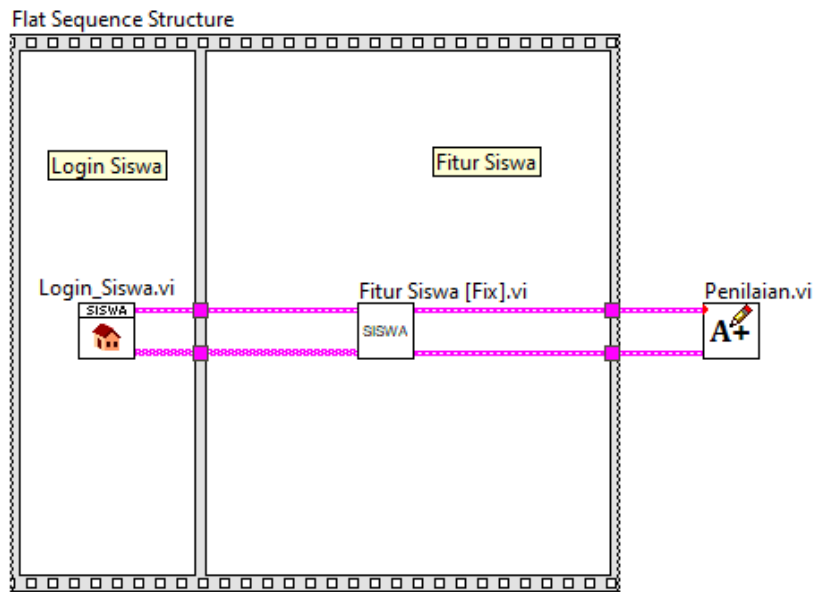 Flat Sequence Structure
Login Siswa
Fitur Siswa
Login_Siswa.vi
Fitur Siswa [Fix].vi
Penilaian.vi
SISWA
SISWA
A+